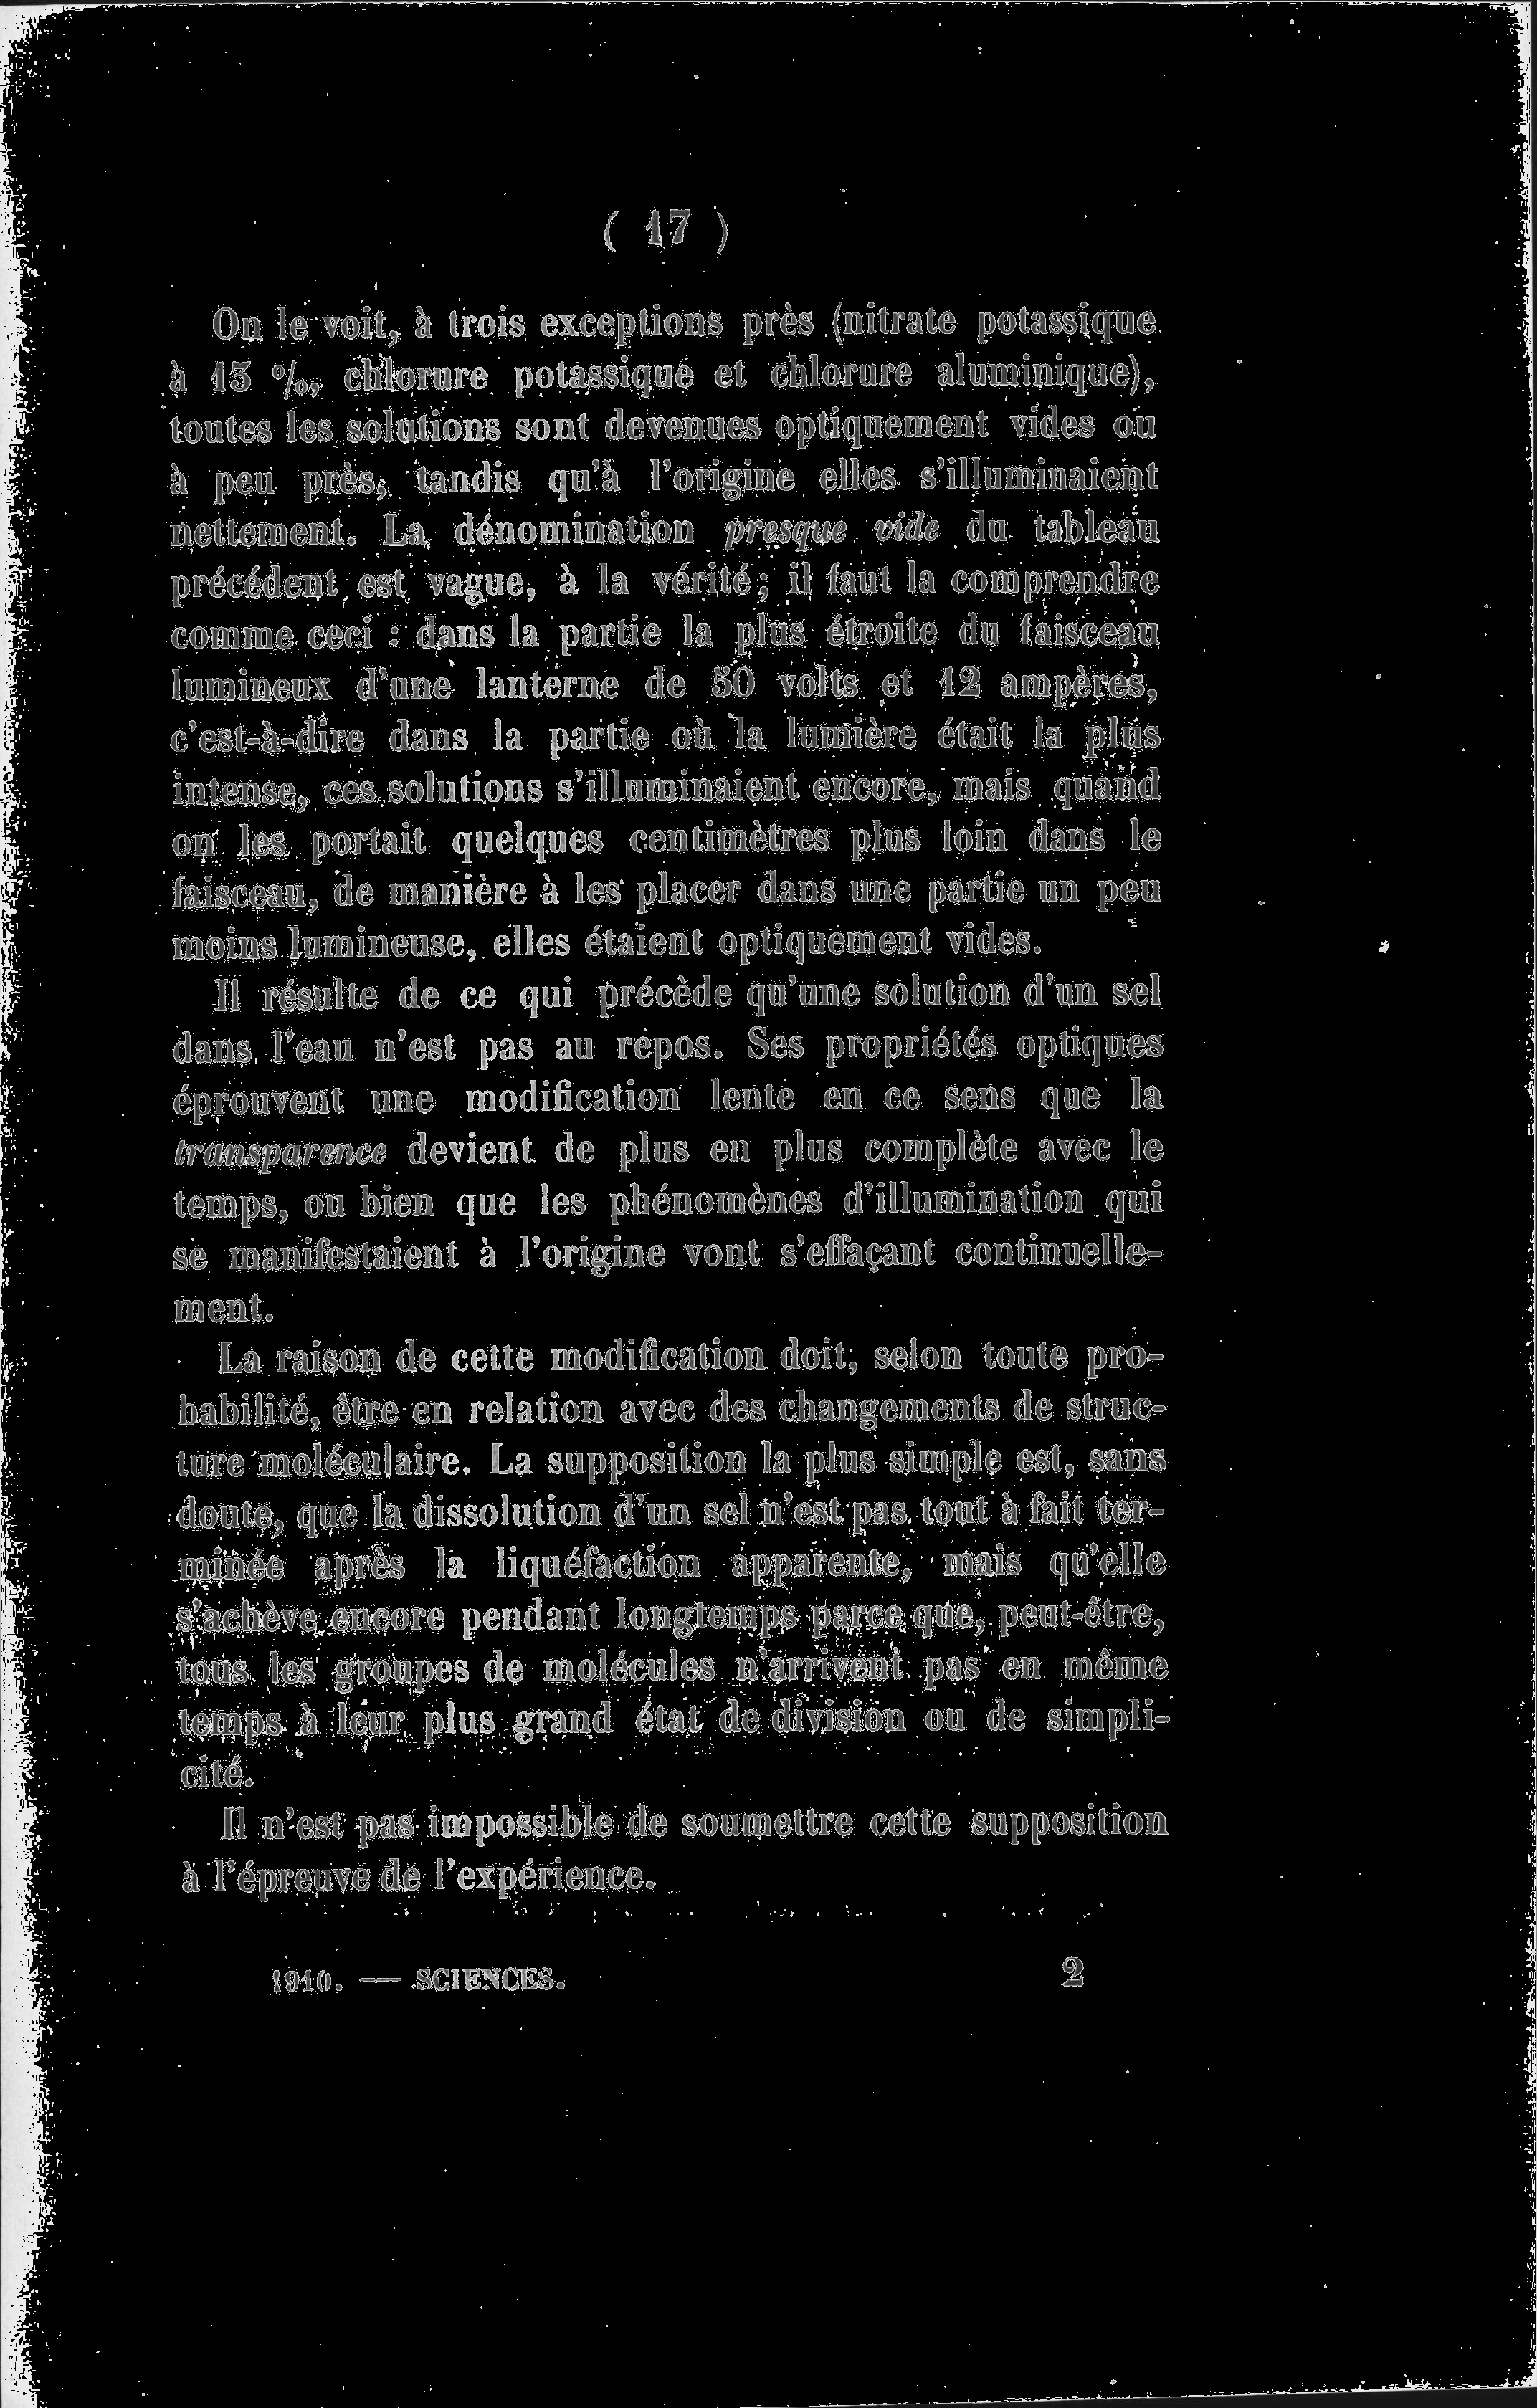 ( 17 )
On le voit, à trois exceptions près (nitrate potassique
à 15 %, chlorure potassique et chlorure aluminique),
toutes les solutions sont devenues optiquement vides ou
à peu près, tandis qu'à l'origine elles s'illuminaient
nettement. La dénomination presque vide du tableau
précédent est vague, à la vérité; il faut la comprendre
comme ceci : dans la partie la plus étroite du faisceau
lumineux d'une lanterne de 50 volts et 12 ampères,
c'est-à-dire dans la partie où la lumière était la plus
intense, ces solutions s'illuminaient encore, mais quand
on les portait quelques centimètres plus loin dans le
faisceau, de manière à les placer dans une partie un peu
moins lumineuse, elles étaient optiquement vides.
Il résulte de ce qui précède qu'une solution d'un sel
dans l'eau n'est pas au repos. Ses propriétés optiques
éprouvent une modification lente en ce sens que la
transparence devient de plus en plus complète avec le
temps, ou bien que les phénomènes d'illumination qui
se manifestaient à l'origine vont s'effaçant continuelle-
ment.
La raison de cette modification doit, selon toute pro-
babilité, être en relation avec des changements de struc-
ture moléculaire. La supposition la plus simple est, sans
doute, que la dissolution d'un sel n'est pas tout à fait ter-
minée après la liquéfaction apparente, mais qu'elle
s'achève encore pendant longtemps parce que, peut-être,
tous les groupes de molécules n'arrivent pas en même
temps à leur plus grand état de division ou de simpli-
cité.
Il n'est pas impossible de soumettre cette supposition
à l'épreuve de l'expérience.
1910. — SCIENCES. 2